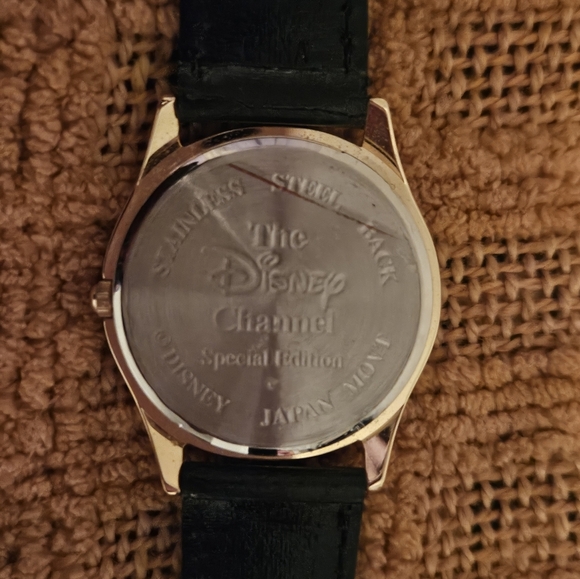 STAINLESS STEEL BACK
The
Disney
Channel
Special Edition
© DISNEY JAPAN MOVT